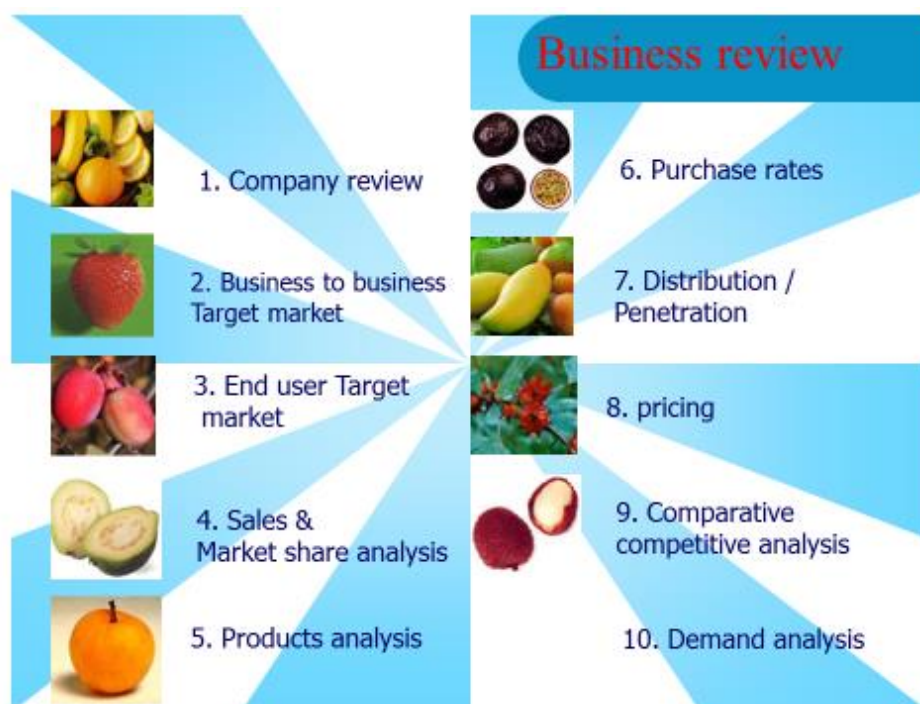 Business review
1. Company review
2. Business to business
Target market
3. End user Target
market
4. Sales &
Market share analysis
5. Products analysis
6. Purchase rates
7. Distribution /
Penetration
8. pricing
9. Comparative
competitive analysis
10. Demand analysis